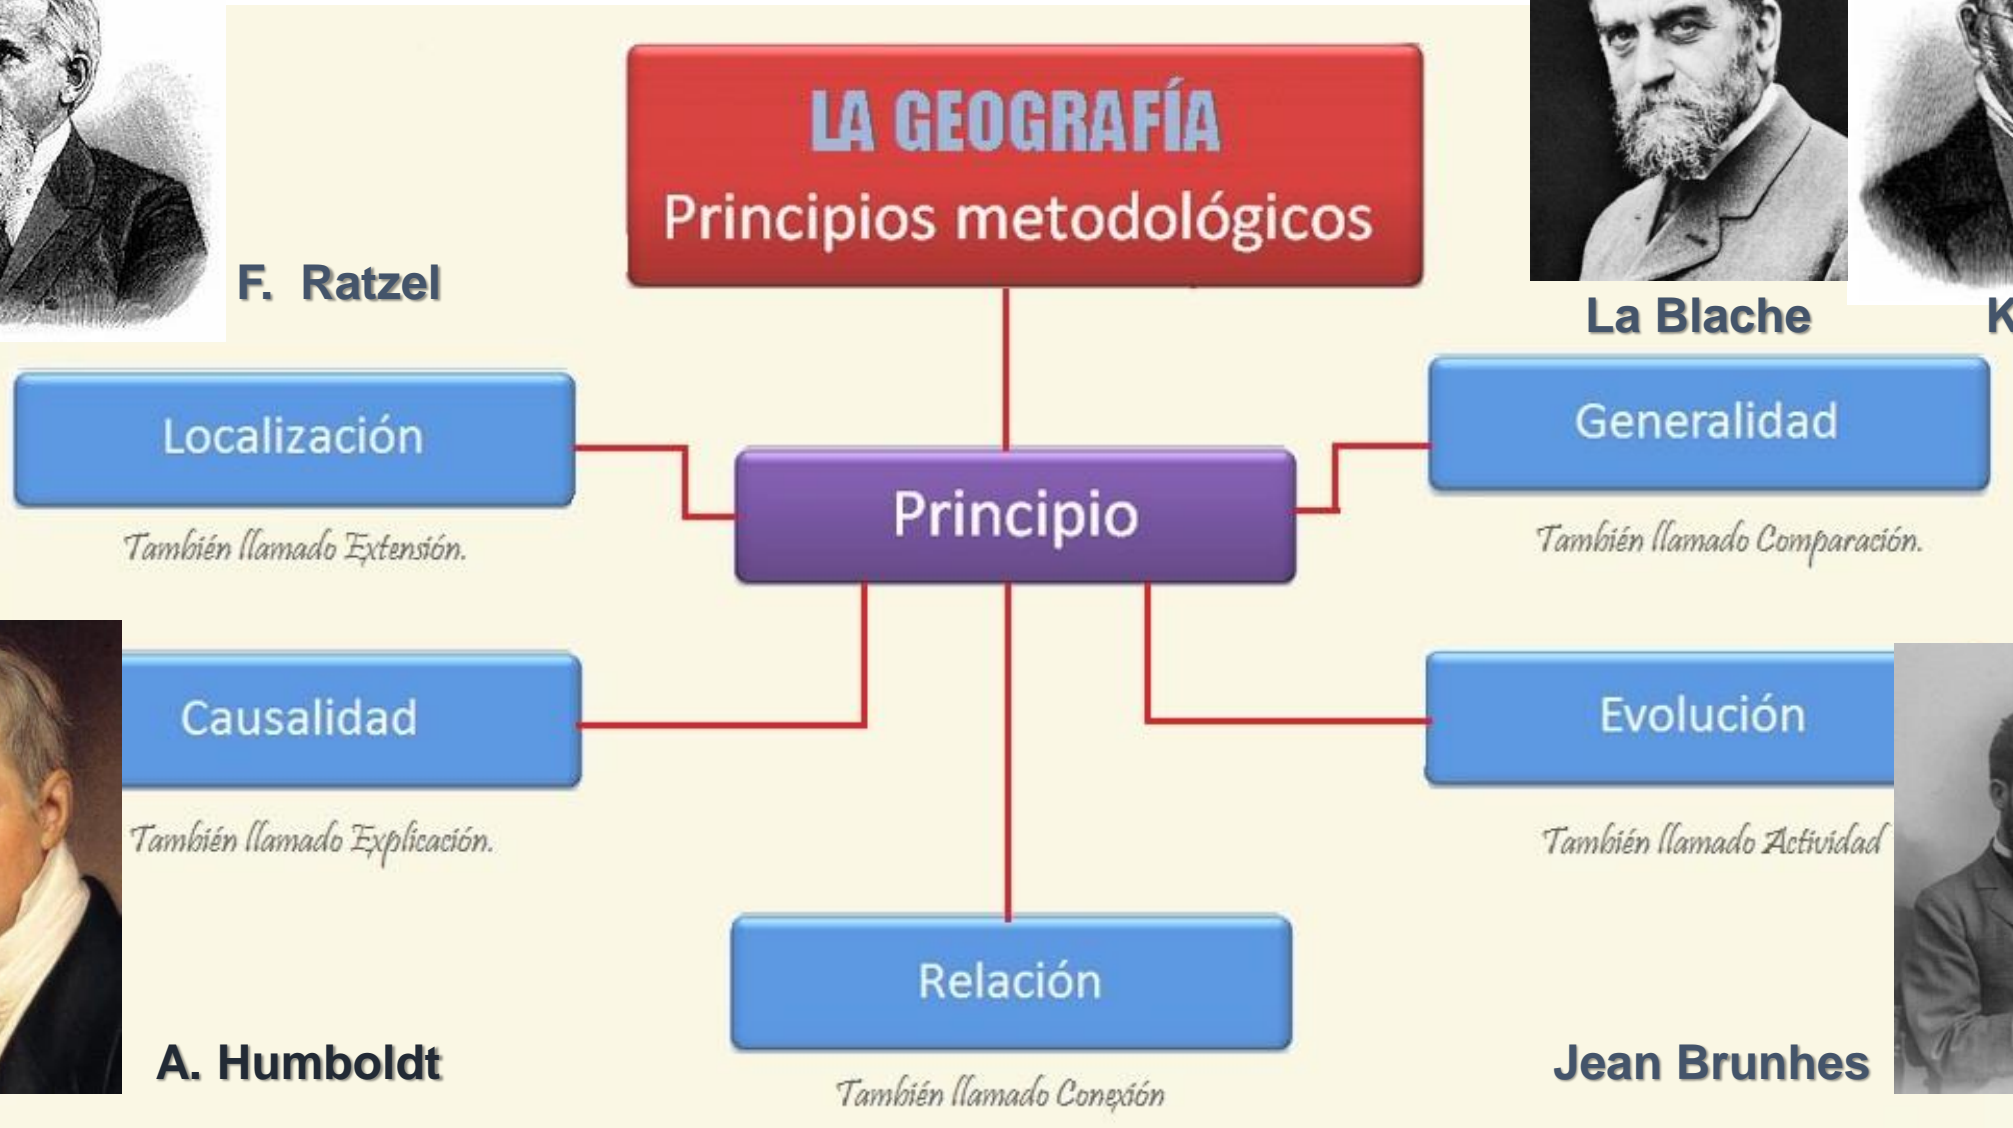 LA GEOGRAFÍA
Principios metodológicos
F. Ratzel
La Blache
K
Localización
También llamado Extensión.
Generalidad
También llamado Comparación.
Principio
Causalidad
También llamado Explicación.
Evolución
También llamado Actividad
Relación
También llamado Conexión
A. Humboldt
Jean Brunhes